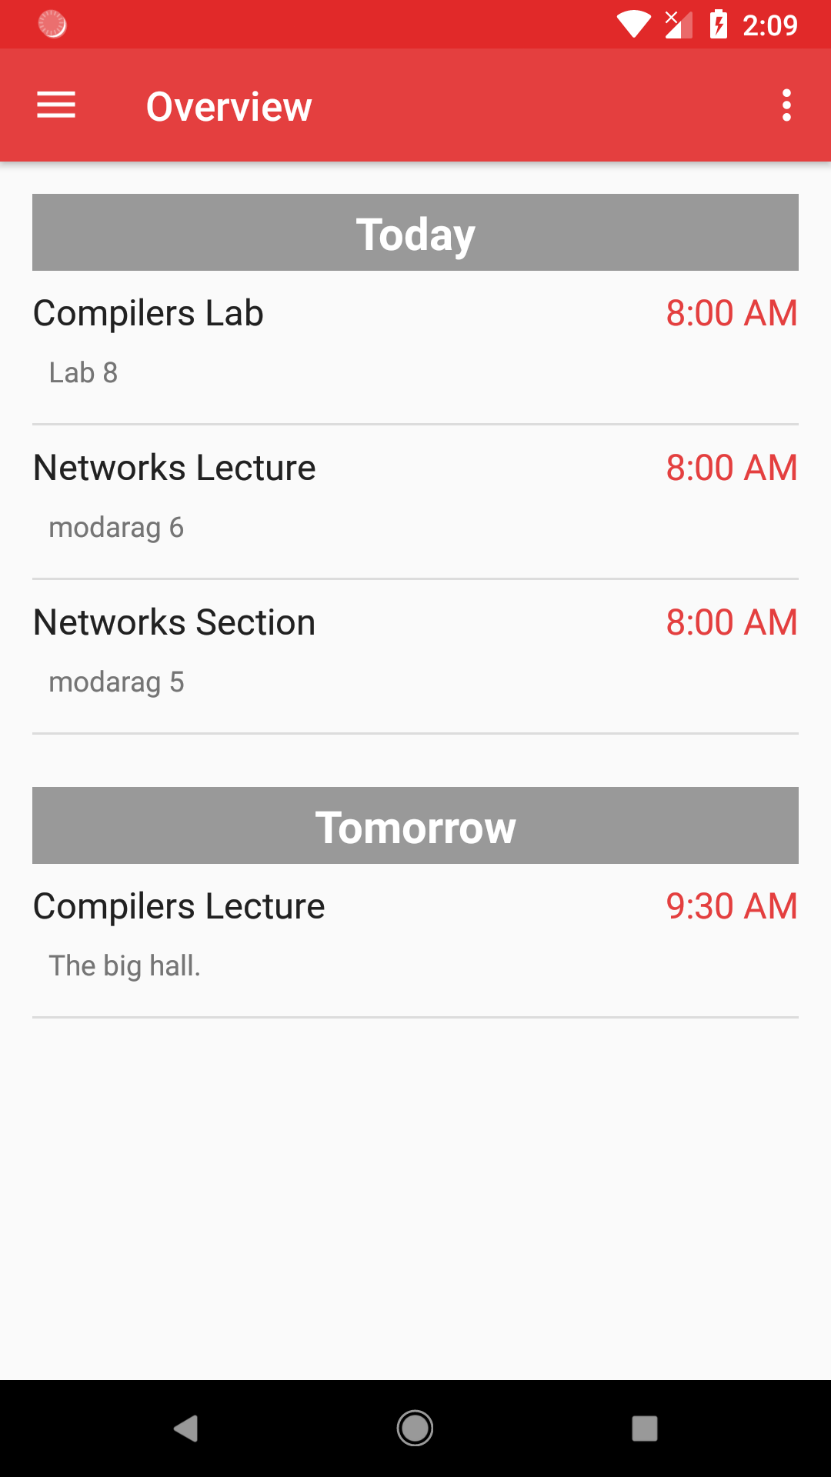 2:09
Overview
Today
Compilers Lab 8:00 AM
Lab 8
Networks Lecture 8:00 AM
modarag 6
Networks Section 8:00 AM
modarag 5
Tomorrow
Compilers Lecture 9:30 AM
The big hall.